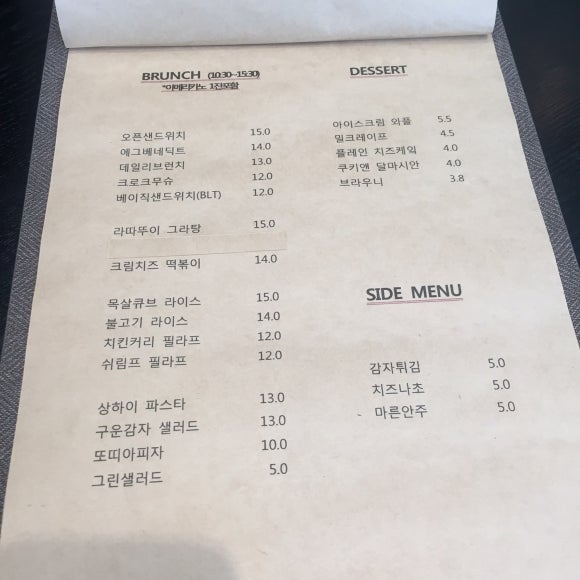 BRUNCH (10:30~15:30)
*아메리카노 1잔포함
오픈샌드위치 15.0
에그베네딕트 14.0
데일리브런치 13.0
크로크무슈 12.0
베이직샌드위치(BLT) 12.0
라따뚜이 그라탕 15.0
크림치즈 떡볶이 14.0
목살큐브 라이스 15.0
불고기 라이스 14.0
치킨커리 필라프 12.0
쉬림프 필라프 12.0
상하이 파스타 13.0
구운감자 샐러드 13.0
또띠아피자 10.0
그린샐러드 5.0
DESSERT
아이스크림 와플 5.5
밀크레이프 4.5
플레인 치즈케잌 4.0
쿠키앤 달마시안 4.0
브라우니 3.8
SIDE MENU
감자튀김 5.0
치즈나쵸 5.0
마른안주 5.0